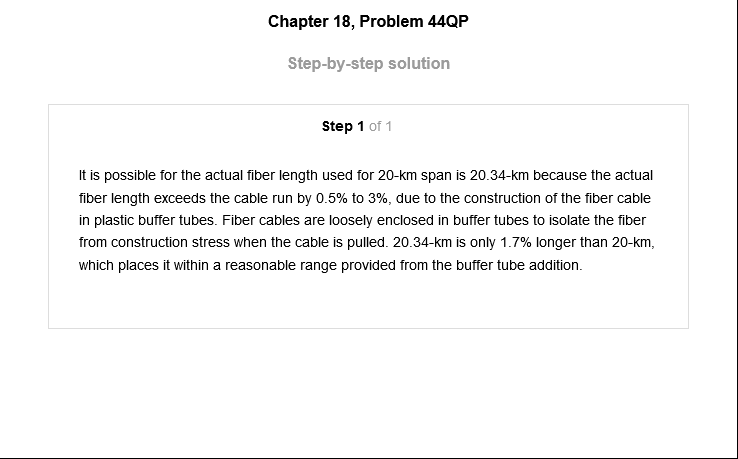 Chapter 18, Problem 44QP
Step-by-step solution
Step 1 of 1
It is possible for the actual fiber length used for 20-km span is 20.34-km because the actual
fiber length exceeds the cable run by 0.5% to 3%, due to the construction of the fiber cable
in plastic buffer tubes. Fiber cables are loosely enclosed in buffer tubes to isolate the fiber
from construction stress when the cable is pulled. 20.34-km is only 1.7% longer than 20-km,
which places it within a reasonable range provided from the buffer tube addition.